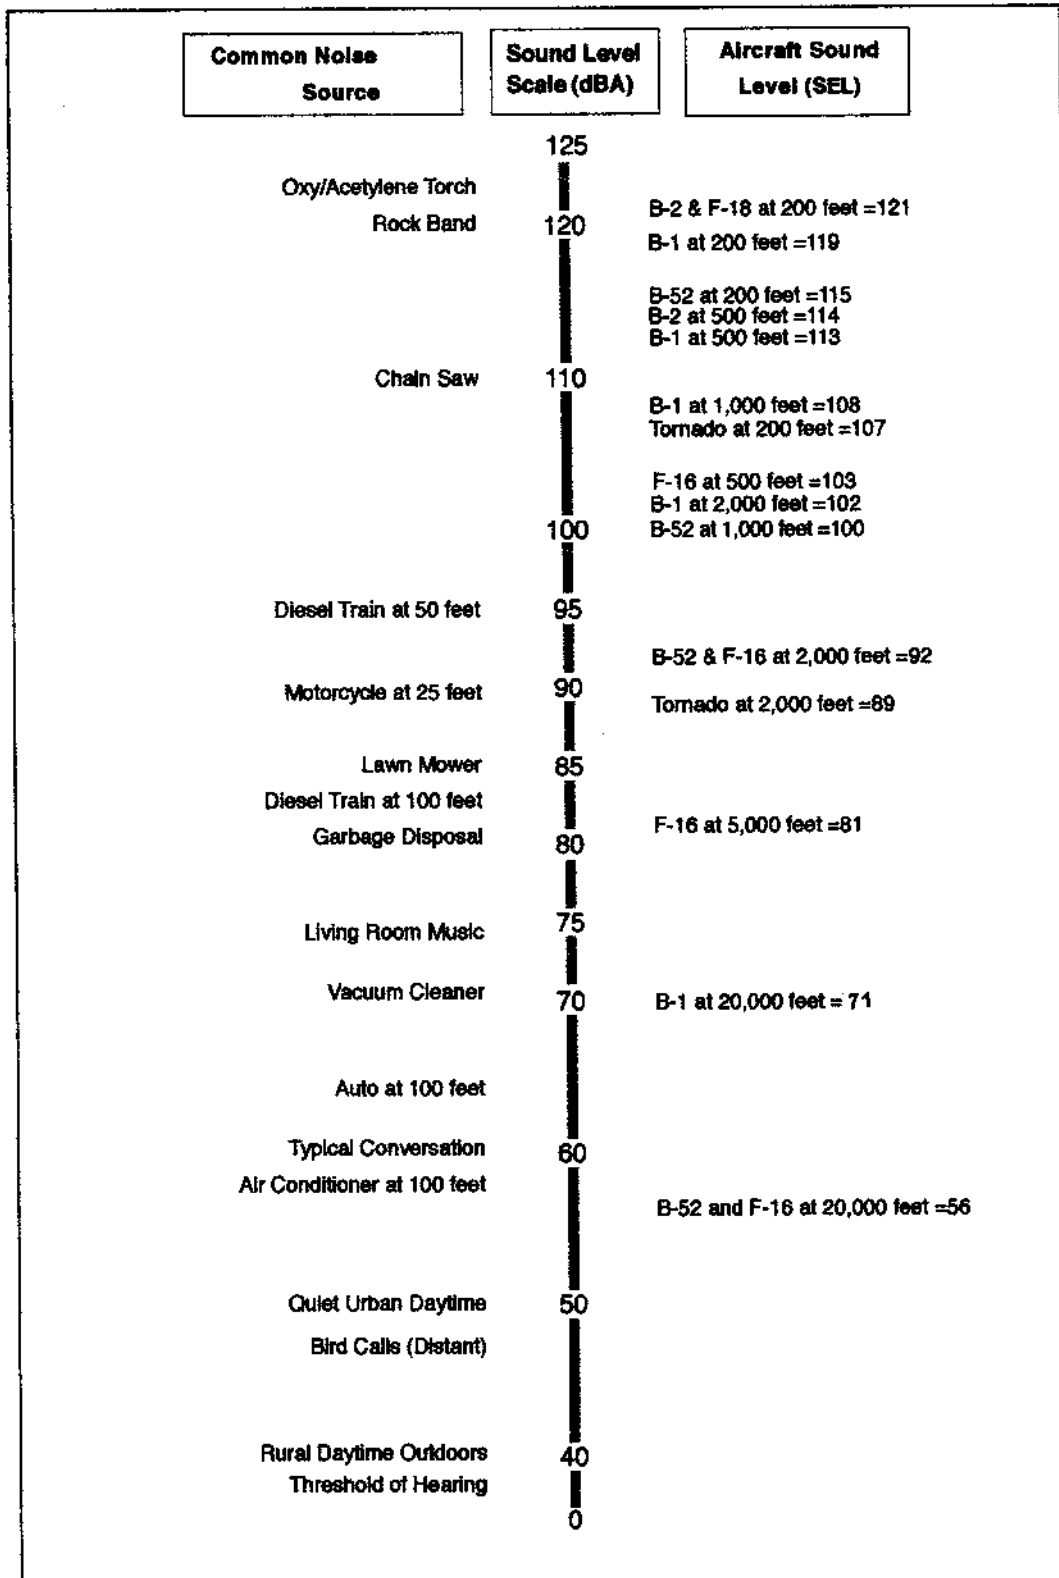 Common Noise
Source
Sound Level
Scale (dBA)
Aircraft Sound
Level (SEL)
125
Oxy/Acetylene Torch
B-2 & F-18 at 200 feet =121
Rock Band
120
B-1 at 200 feet =119
B-52 at 200 feet =115
B-2 at 500 feet =114
B-1 at 500 feet =113
Chain Saw
110
B-1 at 1,000 feet =108
Tornado at 200 feet =107
F-16 at 500 feet =103
B-1 at 2,000 feet =102
100
B-52 at 1,000 feet =100
Diesel Train at 50 feet
95
B-52 & F-16 at 2,000 feet =92
Motorcycle at 25 feet
90
Tornado at 2,000 feet =89
Lawn Mower
85
Diesel Train at 100 feet
F-16 at 5,000 feet =81
Garbage Disposal
80
Living Room Music
75
Vacuum Cleaner
70
B-1 at 20,000 feet = 71
Auto at 100 feet
Typical Conversation
60
Air Conditioner at 100 feet
B-52 and F-16 at 20,000 feet =56
Quiet Urban Daytime
50
Bird Calls (Distant)
Rural Daytime Outdoors
40
Threshold of Hearing
0